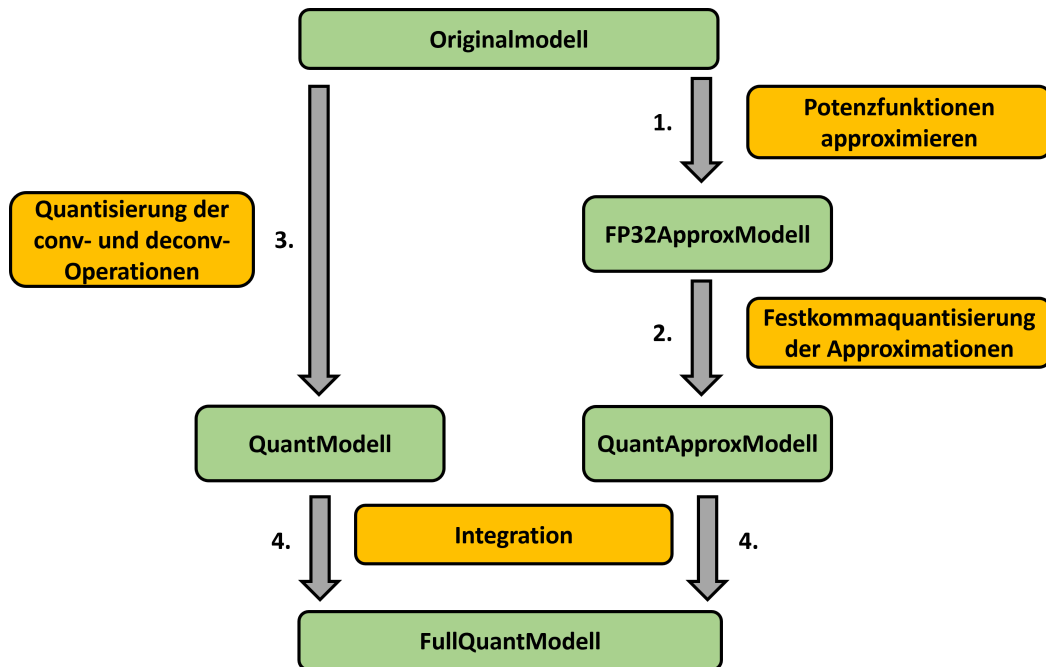 Originalmodell
1.
Potenzfunktionen
approximieren
Quantisierung der
conv- und deconv-
Operationen
3.
FP32ApproxModell
2.
Festkommaquantisierung
der Approximationen
QuantModell
QuantApproxModell
4.
Integration
4.
FullQuantModell